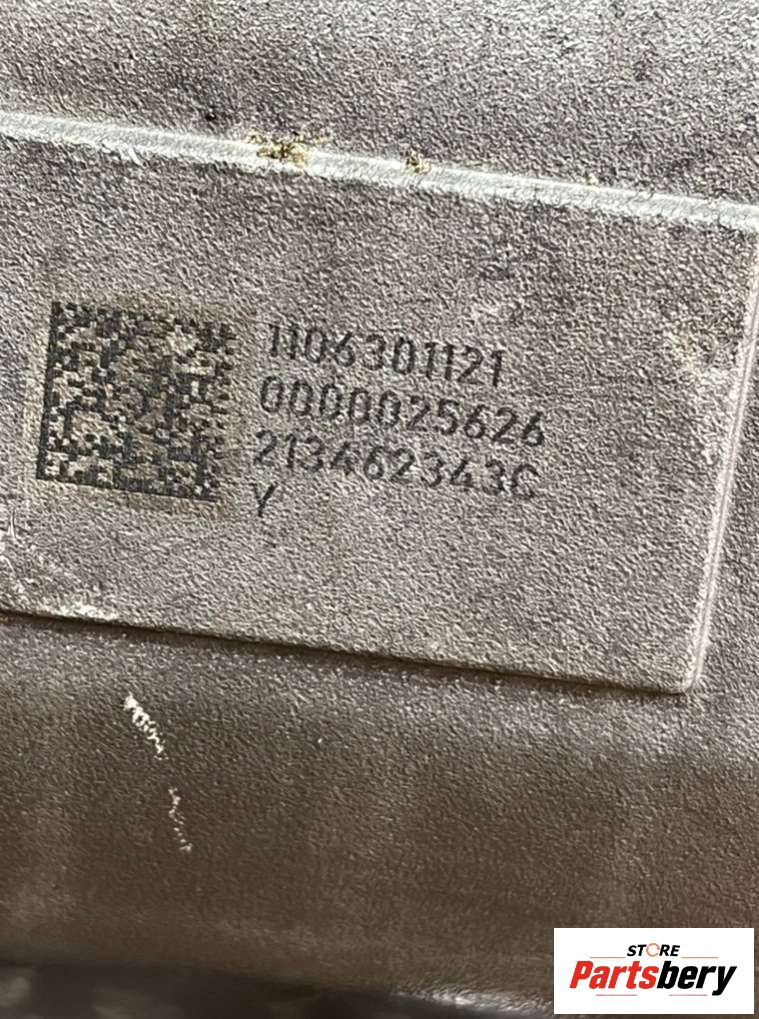 1106301121
0000025626
213462343C
Y
STORE
Partsbery